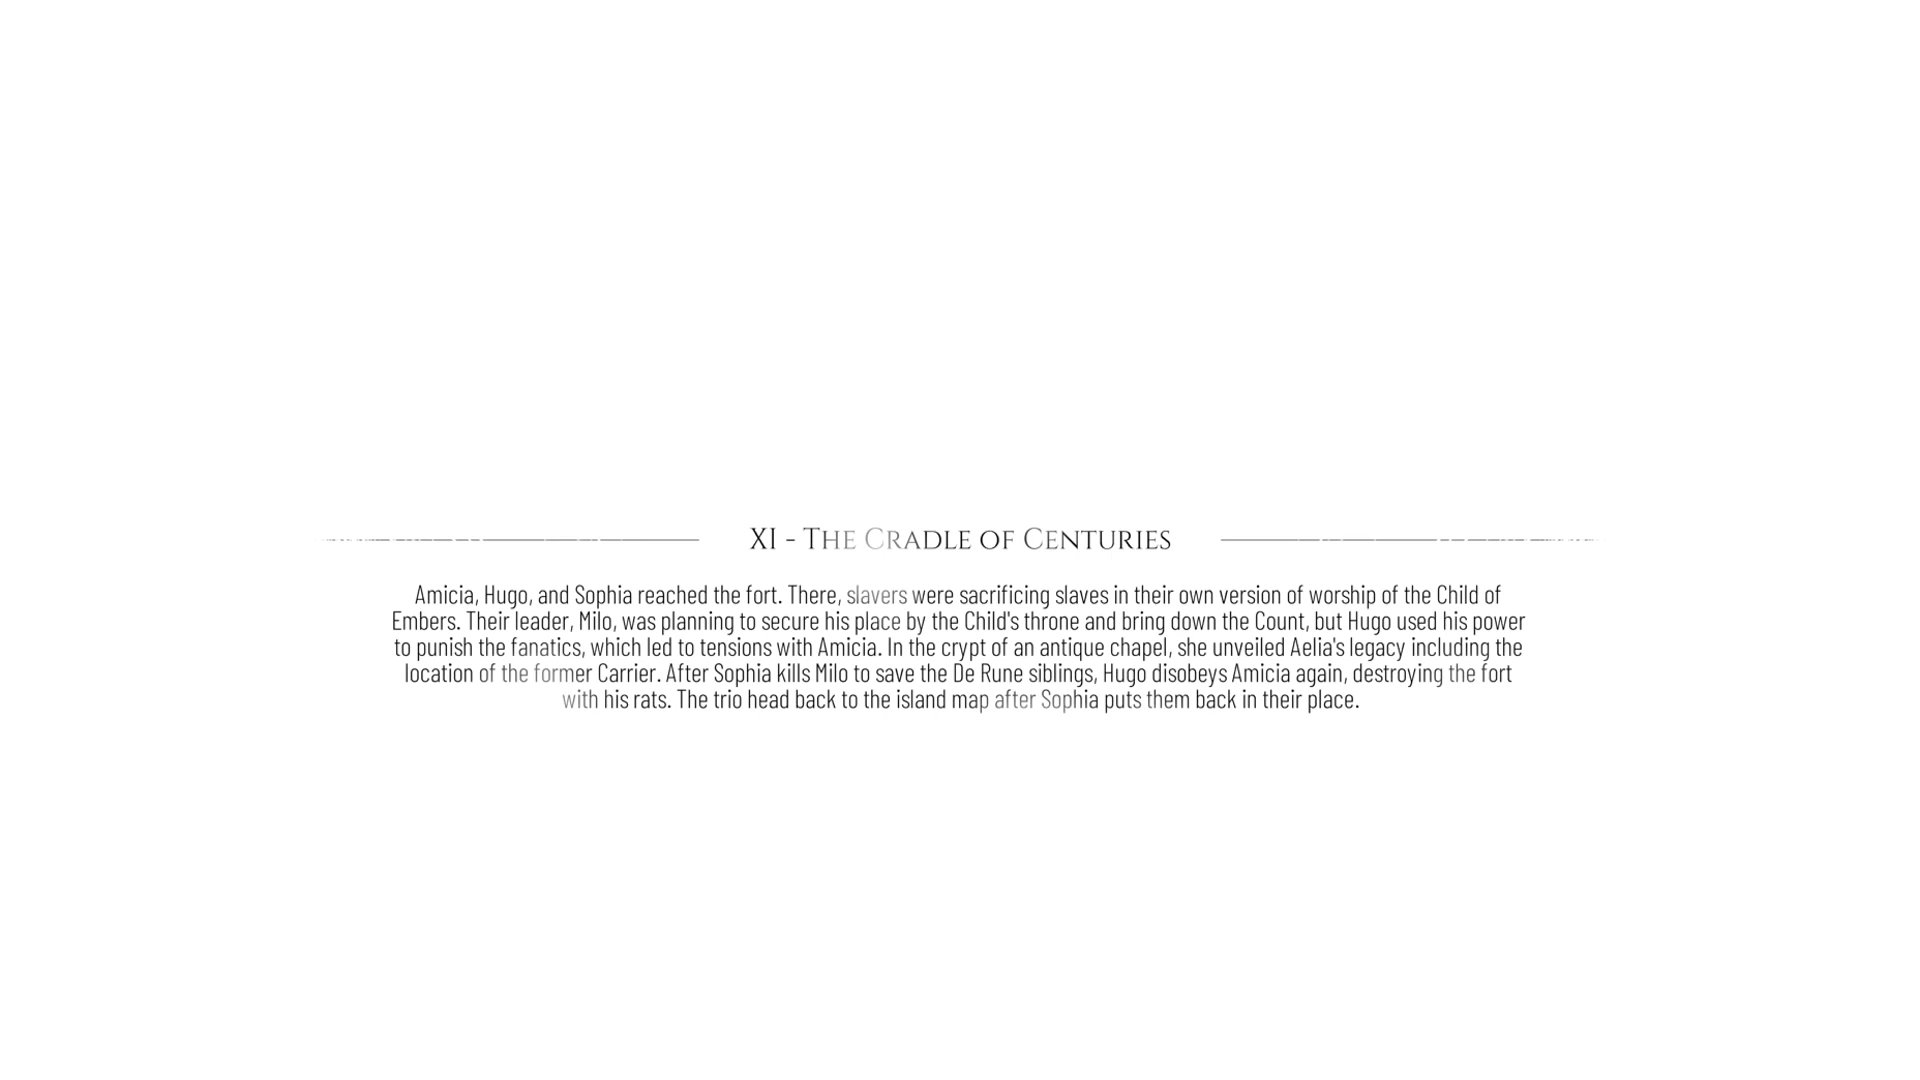 XI - The Cradle of Centuries
Amicia, Hugo, and Sophia reached the fort. There, slavers were sacrificing slaves in their own version of worship of the Child of
Embers. Their leader, Milo, was planning to secure his place by the Child's throne and bring down the Count, but Hugo used his power
to punish the fanatics, which led to tensions with Amicia. In the crypt of an antique chapel, she unveiled Aelia's legacy including the
location of the former Carrier. After Sophia kills Milo to save the De Rune siblings, Hugo disobeys Amicia again, destroying the fort
with his rats. The trio head back to the island map after Sophia puts them back in their place.